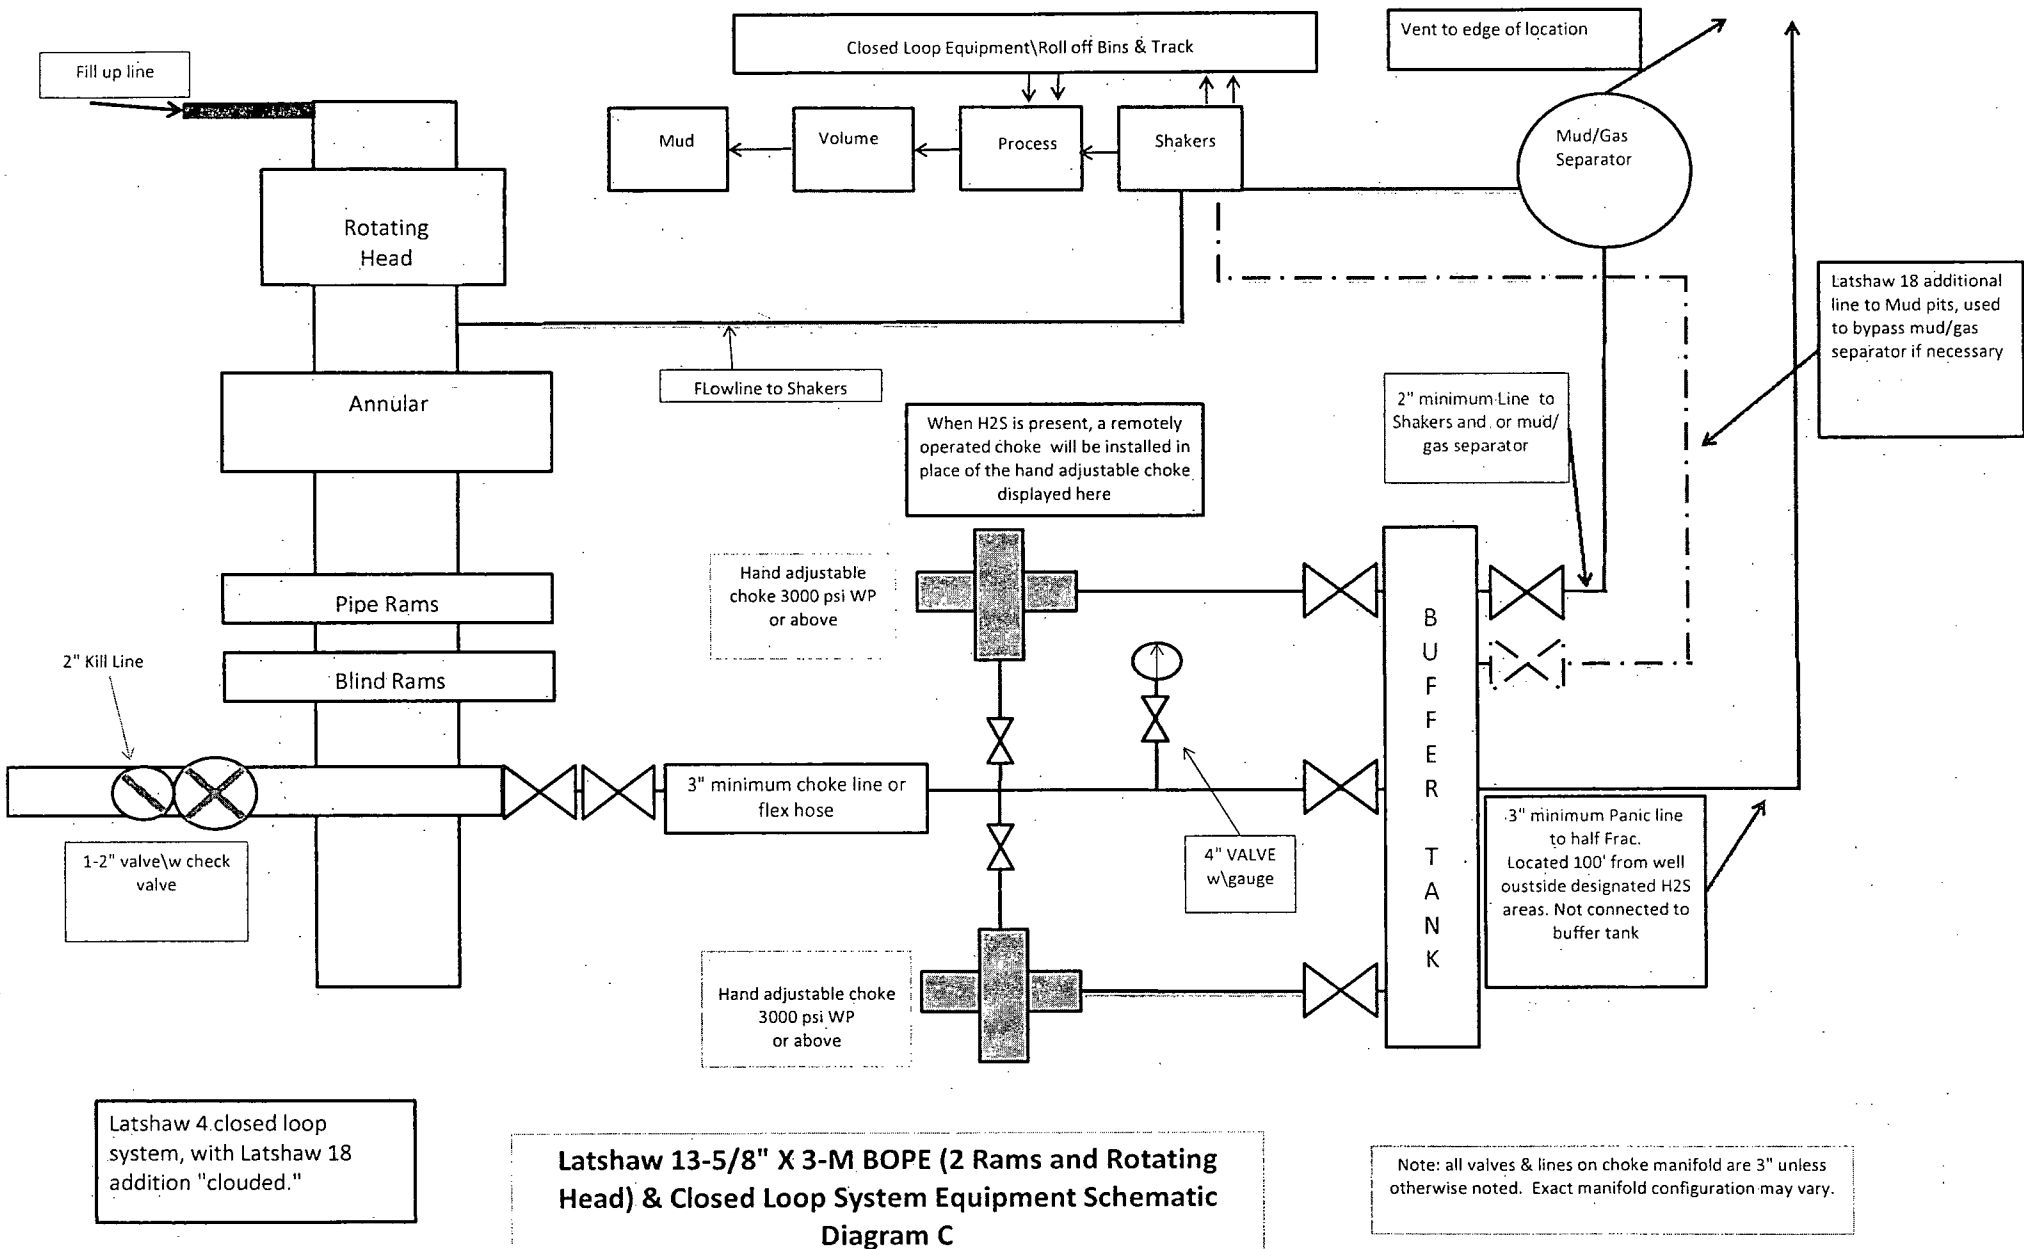 Closed Loop Equipment\Roll off Bins & Track
Vent to edge of location
Fill up line
Mud
Volume
Process
Shakers
Mud/Gas
Separator
Rotating
Head
Latshaw 18 additional
line to Mud pits, used
to bypass mud/gas
separator if necessary
FLowline to Shakers
Annular
2" minimum Line to
Shakers and or mud/
gas separator
When H2S is present, a remotely
operated choke will be installed in
place of the hand adjustable choke
displayed here
Hand adjustable
choke 3000 psi WP
or above
Pipe Rams
2" Kill Line
Blind Rams
BUFFER TANK
3" minimum choke line or
flex hose
1-2" valve\w check
valve
4" VALVE
w\gauge
3" minimum Panic line
to half Frac.
Located 100' from well
oustside designated H2S
areas. Not connected to
buffer tank
Hand adjustable choke
3000 psi WP
or above
Latshaw 4 closed loop
system, with Latshaw 18
addition "clouded."
Latshaw 13-5/8" X 3-M BOPE (2 Rams and Rotating
Head) & Closed Loop System Equipment Schematic
Diagram C
Note: all valves & lines on choke manifold are 3" unless
otherwise noted. Exact manifold configuration may vary.